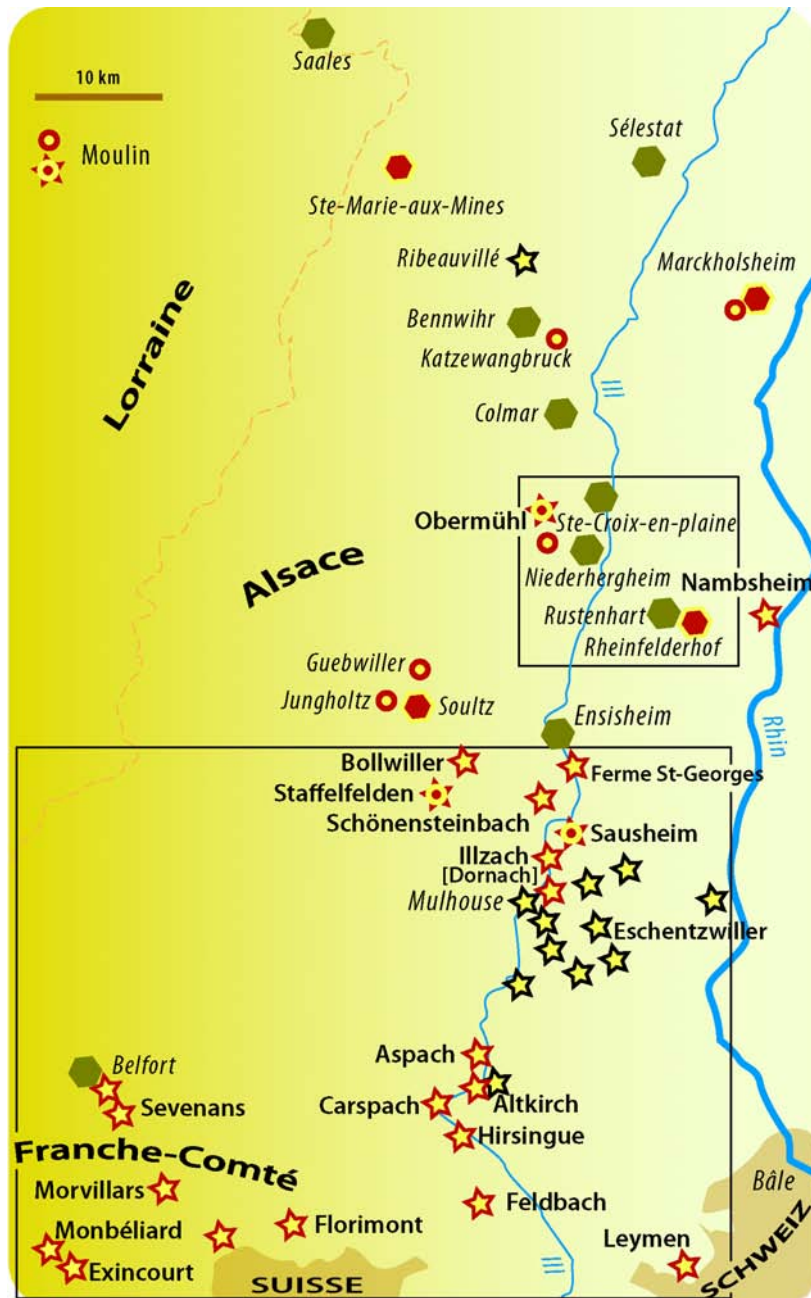 Saales
10 km
Moulin
Sélestat
Ste-Marie-aux-Mines
Ribeauvillé
Marckholsheim
Lorraine
Bennwihr
Katzewangbruck
Ill
Colmar
Obermühl
Ste-Croix-en-plaine
Alsace
Niederhergheim
Nambsheim
Rustenhart
Rheinfelderhof
Guebwiller
Jungholtz
Soultz
Ensisheim
Rhin
Bollwiller
Ferme St-Georges
Staffelfelden
Schönensteinbach
Sausheim
Illzach
[Dornach]
Mulhouse
Eschentzwiller
Aspach
Belfort
Sevenans
Carspach
Altkirch
Hirsingue
Franche-Comté
Morvillars
Feldbach
Bâle
Monbéliard
Florimont
Leymen
Exincourt
Ill
SUISSE
SCHWEIZ